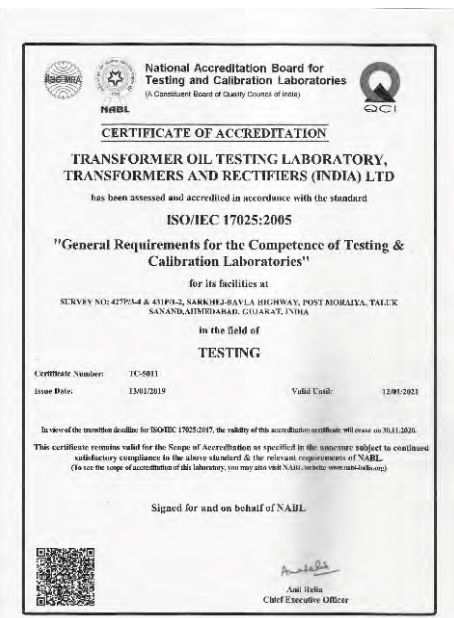 ilac-MRA
NABL
National Accreditation Board for
Testing and Calibration Laboratories
(A Constituent Board of Quality Council of India)
QCI
CERTIFICATE OF ACCREDITATION
TRANSFORMER OIL TESTING LABORATORY,
TRANSFORMERS AND RECTIFIERS (INDIA) LTD
has been assessed and accredited in accordance with the standard
ISO/IEC 17025:2005
"General Requirements for the Competence of Testing &
Calibration Laboratories"
for its facilities at
SURVEY NO: 427P/3-4 & 431P/1-2, SARKHEJ-BAVLA HIGHWAY, POST MORAIYA, TALUK
SANAND, AHMEDABAD, GUJARAT, INDIA
in the field of
TESTING
Certificate Number: TC-5011
Issue Date: 13/01/2019 Valid Until: 12/01/2021
In view of the transition deadline for ISO/IEC 17025:2017, the validity of this accreditation certificate will cease on 30.11.2020.
This certificate remains valid for the Scope of Accreditation as specified in the annexure subject to continued
satisfactory compliance to the above standard & the relevant requirements of NABL.
(To see the scope of accreditation of this laboratory, you may also visit NABL website www.nabl-india.org)
Signed for and on behalf of NABL
Anil Relia
Chief Executive Officer